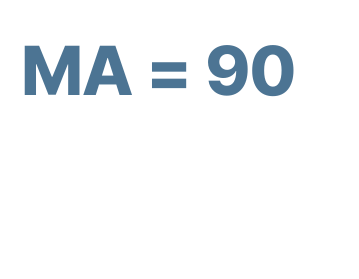 MA = 90